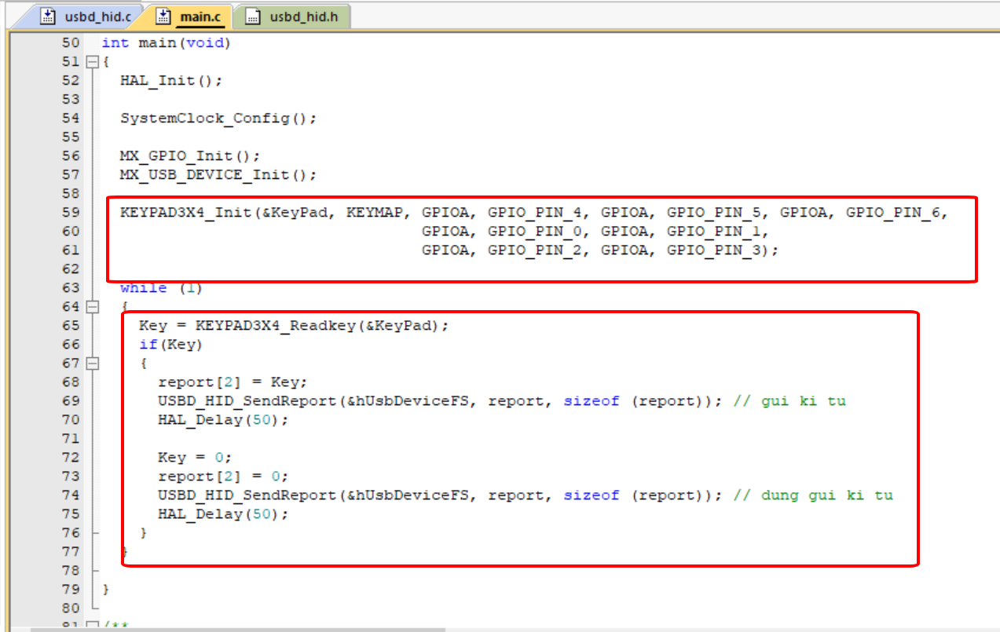 usbd_hid.c main.c usbd_hid.h
50 int main(void)
51 {
52 HAL_Init();
53
54 SystemClock_Config();
55
56 MX_GPIO_Init();
57 MX_USB_DEVICE_Init();
58
59 KEYPAD3X4_Init(&KeyPad, KEYMAP, GPIOA, GPIO_PIN_4, GPIOA, GPIO_PIN_5, GPIOA, GPIO_PIN_6,
60 GPIOA, GPIO_PIN_0, GPIOA, GPIO_PIN_1,
61 GPIOA, GPIO_PIN_2, GPIOA, GPIO_PIN_3);
62
63 while (1)
64 {
65 Key = KEYPAD3X4_Readkey(&KeyPad);
66 if(Key)
67 {
68 report[2] = Key;
69 USBD_HID_SendReport(&hUsbDeviceFS, report, sizeof (report)); // gui ki tu
70 HAL_Delay(50);
71
72 Key = 0;
73 report[2] = 0;
74 USBD_HID_SendReport(&hUsbDeviceFS, report, sizeof (report)); // dung gui ki tu
75 HAL_Delay(50);
76 }
77 }
78
79 }
80
81 /**